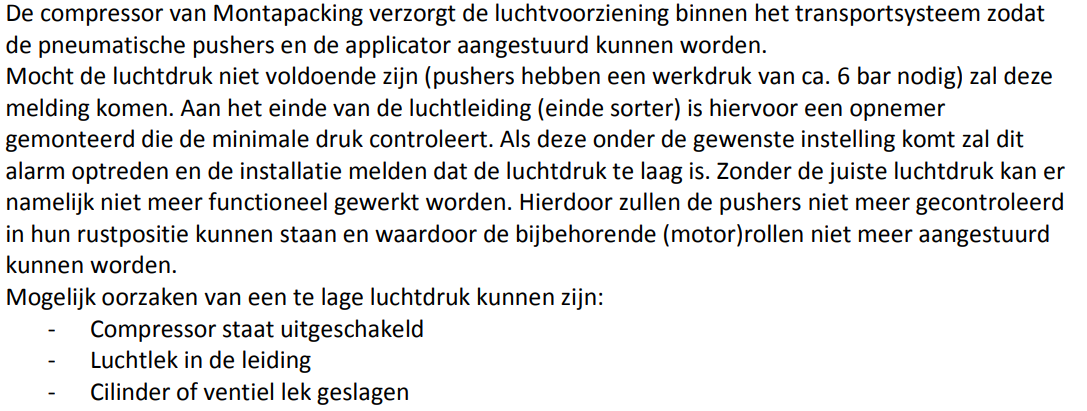 De compressor van Montapacking verzorgt de luchtvoorziening binnen het transportsysteem zodat
de pneumatische pushers en de applicator aangestuurd kunnen worden.
Mocht de luchtdruk niet voldoende zijn (pushers hebben een werkdruk van ca. 6 bar nodig) zal deze
melding komen. Aan het einde van de luchtleiding (einde sorter) is hiervoor een opnemer
gemonteerd die de minimale druk controleert. Als deze onder de gewenste instelling komt zal dit
alarm optreden en de installatie melden dat de luchtdruk te laag is. Zonder de juiste luchtdruk kan er
namelijk niet meer functioneel gewerkt worden. Hierdoor zullen de pushers niet meer gecontroleerd
in hun rustpositie kunnen staan en waardoor de bijbehorende (motor)rollen niet meer aangestuurd
kunnen worden.
Mogelijk oorzaken van een te lage luchtdruk kunnen zijn:
- Compressor staat uitgeschakeld
- Luchtlek in de leiding
- Cilinder of ventiel lek geslagen